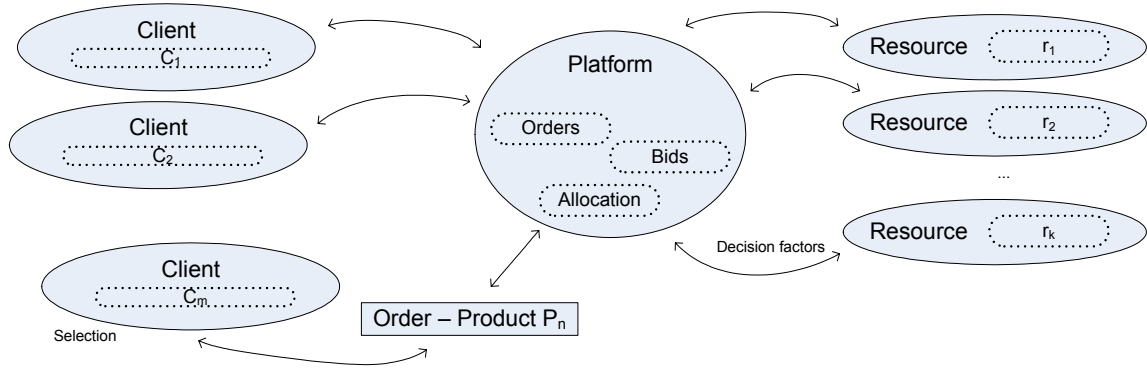 Client
C1
Client
C2
Client
Cm
Selection
Platform
Orders
Bids
Allocation
Order – Product Pn
Decision factors
Resource r1
Resource r2
...
Resource rk